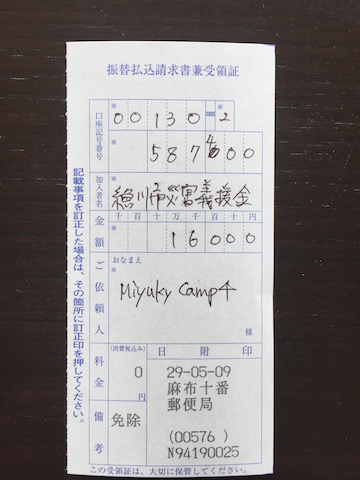 振替払込請求書兼受領証
口座記号番号
00130=2
587400
加入者名
糸魚川市災害義援金
金額
千百十万千百十円
16000
ご依頼人
おなまえ
Miyuky Camp4
様
料金
(消費税込み)
0
円
備考
免除
日附印
29-05-09
麻布十番
郵便局
(00576)
N94190025
この受領証は、大切に保管してください。
記載事項を訂正した場合は、その箇所に訂正印を押してください。